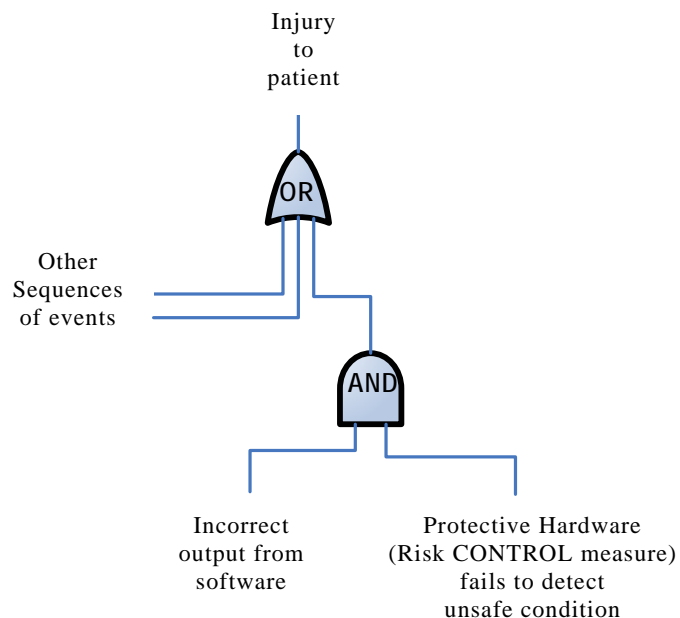 Injury
to
patient
OR
Other
Sequences
of events
AND
Incorrect
output from
software
Protective Hardware
(Risk CONTROL measure)
fails to detect
unsafe condition